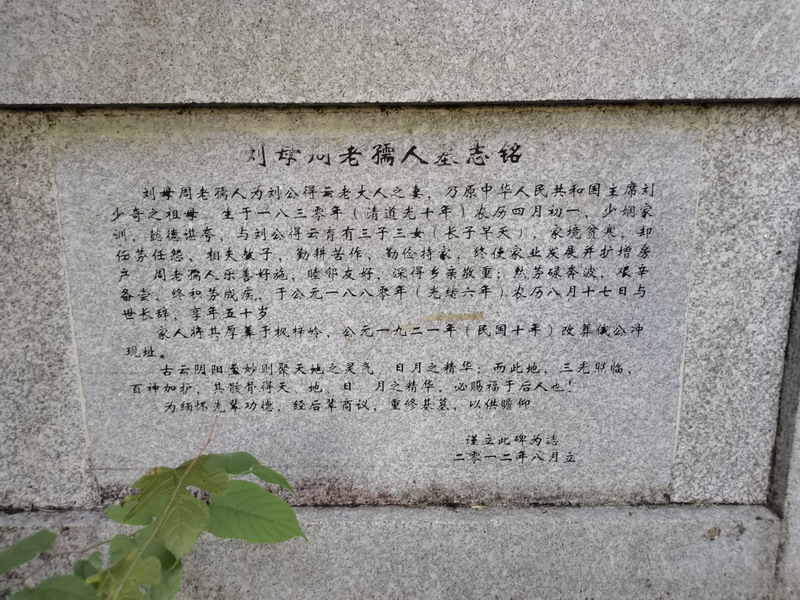 刘母周老孺人墓志铭
刘母周老孺人为刘公得云老大人之妻，乃原中华人民共和国主席刘
少奇之祖母。生于一八三零年（清道光十年）农历四月初一，少娴家
训，懿德堪夸，与刘公得云育有三子三女（长子早夭），家境贫寒，却
任劳任怨、相夫教子，勤耕苦作，勤俭持家，终使家业发展并扩增房
产。周老孺人乐善好施，睦邻友好，深得乡亲敬重；然劳碌奔波，艰辛
备尝，终积劳成疾，于公元一八八零年（光绪六年）农历八月十七日与
世长辞，享年五十岁
家人将其厚葬于枫梓岭，公元一九二一年（民国十年）改葬俄公冲
现址。
古云阴阳至妙则聚天地之灵气，日月之精华；而此地，三光照临，
百神加护，其骸骨得天 地、日 月之精华，必赐福于后人也！
为缅怀先辈功德，经后辈商议，重修其墓，以供瞻仰
谨立此碑为志
二零一二年八月立